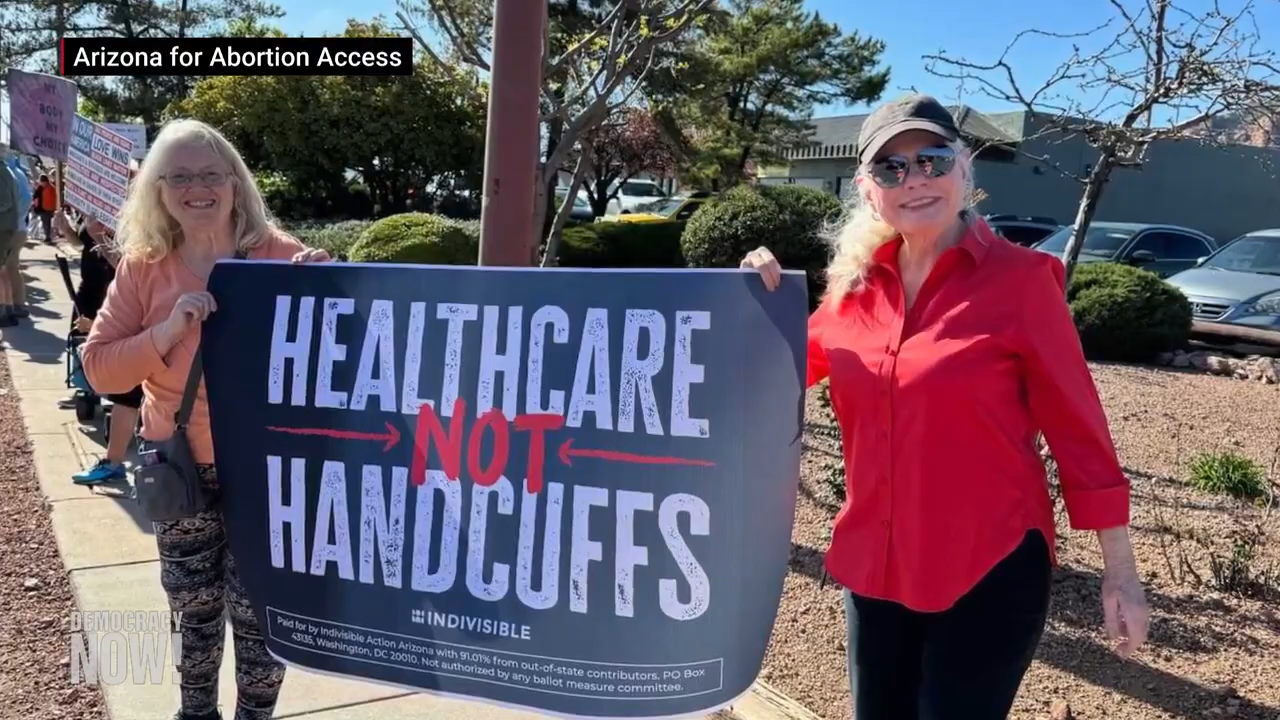 Arizona for Abortion Access
MY
BODY
MY
CHOICE
LOVE WINS
HEALTHCARE
NOT
HANDCUFFS
INDIVISIBLE
Paid for by Indivisible Action Arizona with 91.01% from out-of-state contributors. PO Box
43135, Washington, DC 20010. Not authorized by any ballot measure committee.
DEMOCRACY
NOW!